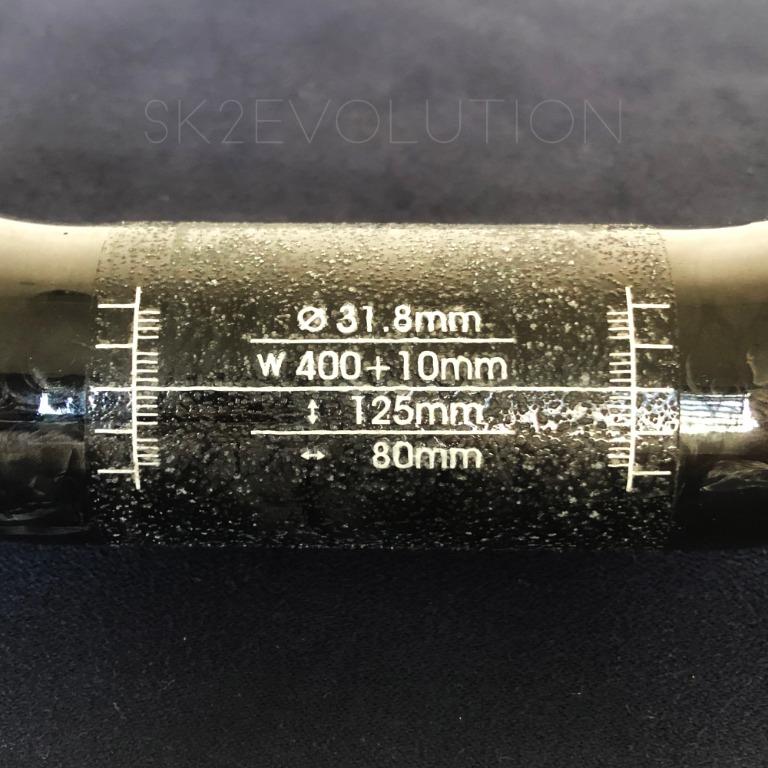 SK2EVOLUTION
Ø 31.8mm
W 400+10mm
↕ 125mm
↔ 80mm